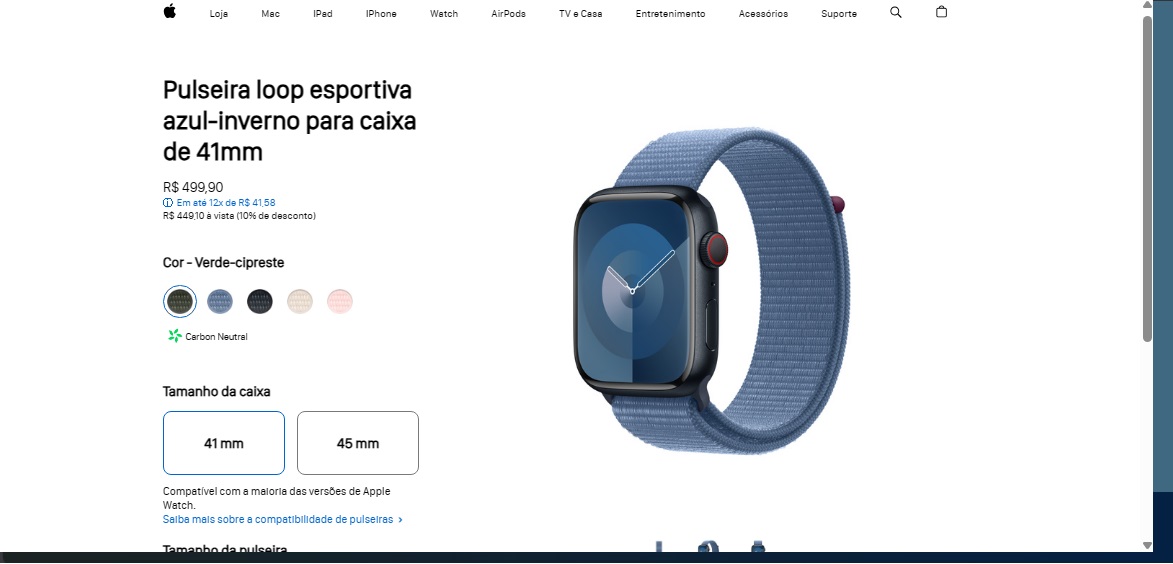 Loja Mac iPad iPhone Watch AirPods TV e Casa Entretenimento Acessórios Suporte
Pulseira loop esportiva
azul-inverno para caixa
de 41mm
R$ 499,90
Em até 12x de R$ 41,58
R$ 449,10 à vista (10% de desconto)
Cor - Verde-cipreste
Carbon Neutral
Tamanho da caixa
41 mm 45 mm
Compatível com a maioria das versões de Apple
Watch.
Saiba mais sobre a compatibilidade de pulseiras >
Tamanho da pulseira